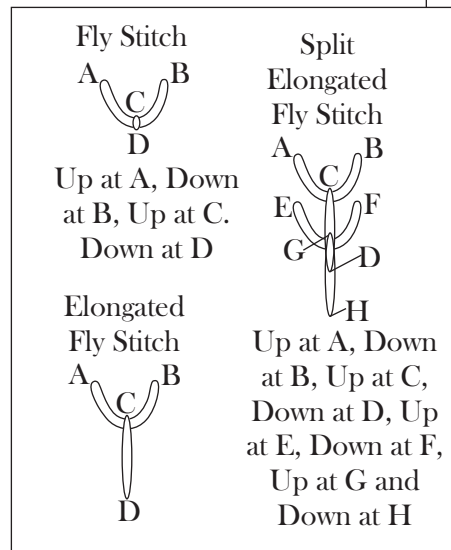 Fly Stitch
A
B
C
D
Up at A, Down
at B, Up at C.
Down at D
Elongated
Fly Stitch
A
B
C
D
Split
Elongated
Fly Stitch
A
B
C
E
F
G
D
H
Up at A, Down
at B, Up at C,
Down at D, Up
at E, Down at F,
Up at G and
Down at H